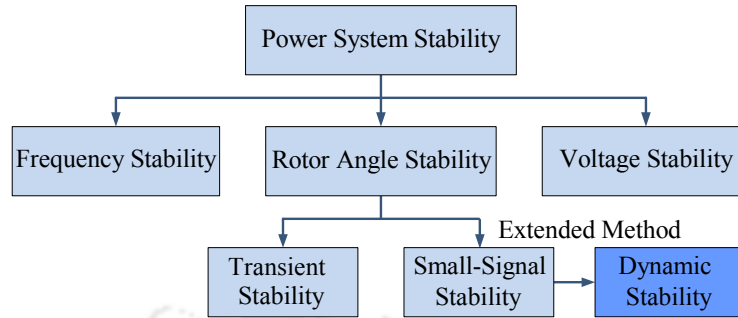 Power System Stability
Frequency Stability
Rotor Angle Stability
Voltage Stability
Extended Method
Transient
Stability
Small-Signal
Stability
Dynamic
Stability